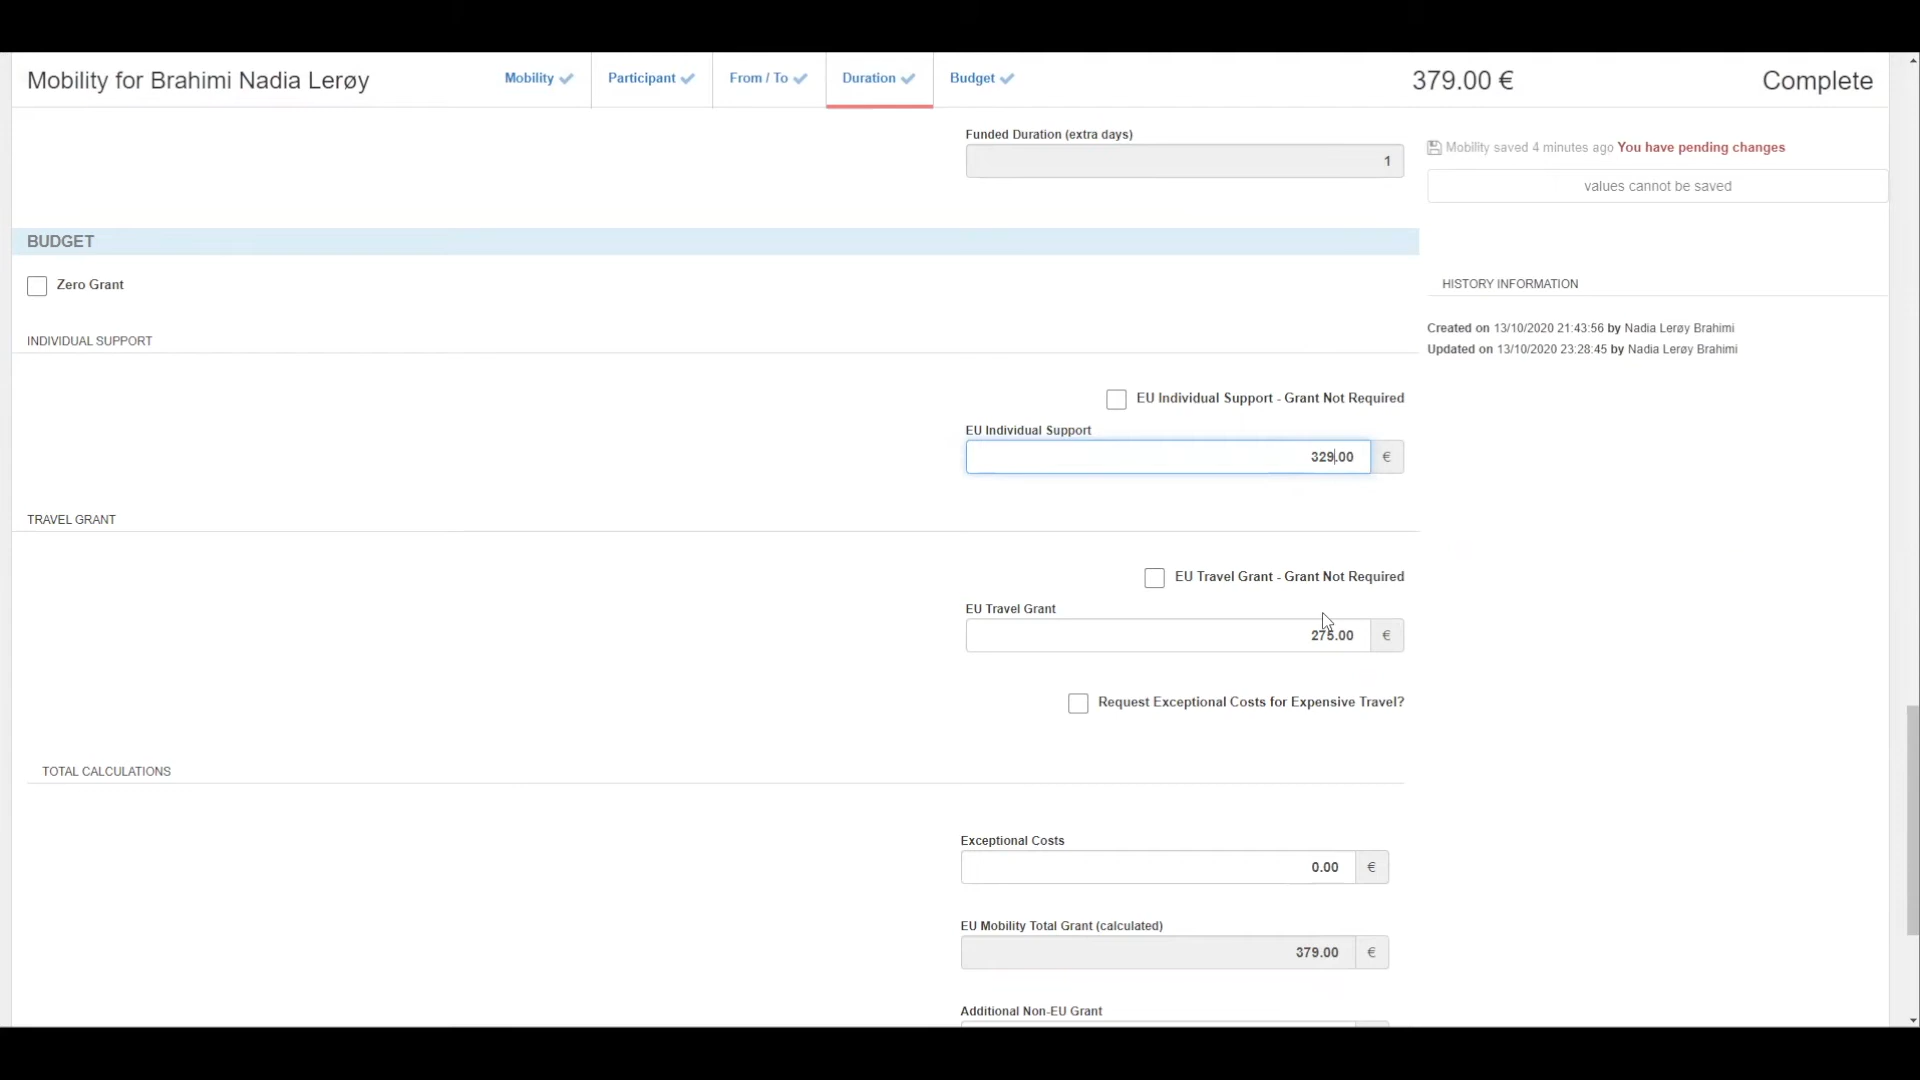 Mobility for Brahimi Nadia Lerøy
Mobility
Participant
From / To
Duration
Budget
379.00 €
Complete
Funded Duration (extra days)
1
Mobility saved 4 minutes ago You have pending changes
values cannot be saved
BUDGET
Zero Grant
HISTORY INFORMATION
Created on 13/10/2020 21:43:56 by Nadia Lerøy Brahimi
Updated on 13/10/2020 23:28:45 by Nadia Lerøy Brahimi
INDIVIDUAL SUPPORT
EU Individual Support - Grant Not Required
EU Individual Support
329.00 €
TRAVEL GRANT
EU Travel Grant - Grant Not Required
EU Travel Grant
275.00 €
Request Exceptional Costs for Expensive Travel?
TOTAL CALCULATIONS
Exceptional Costs
0.00 €
EU Mobility Total Grant (calculated)
379.00 €
Additional Non-EU Grant